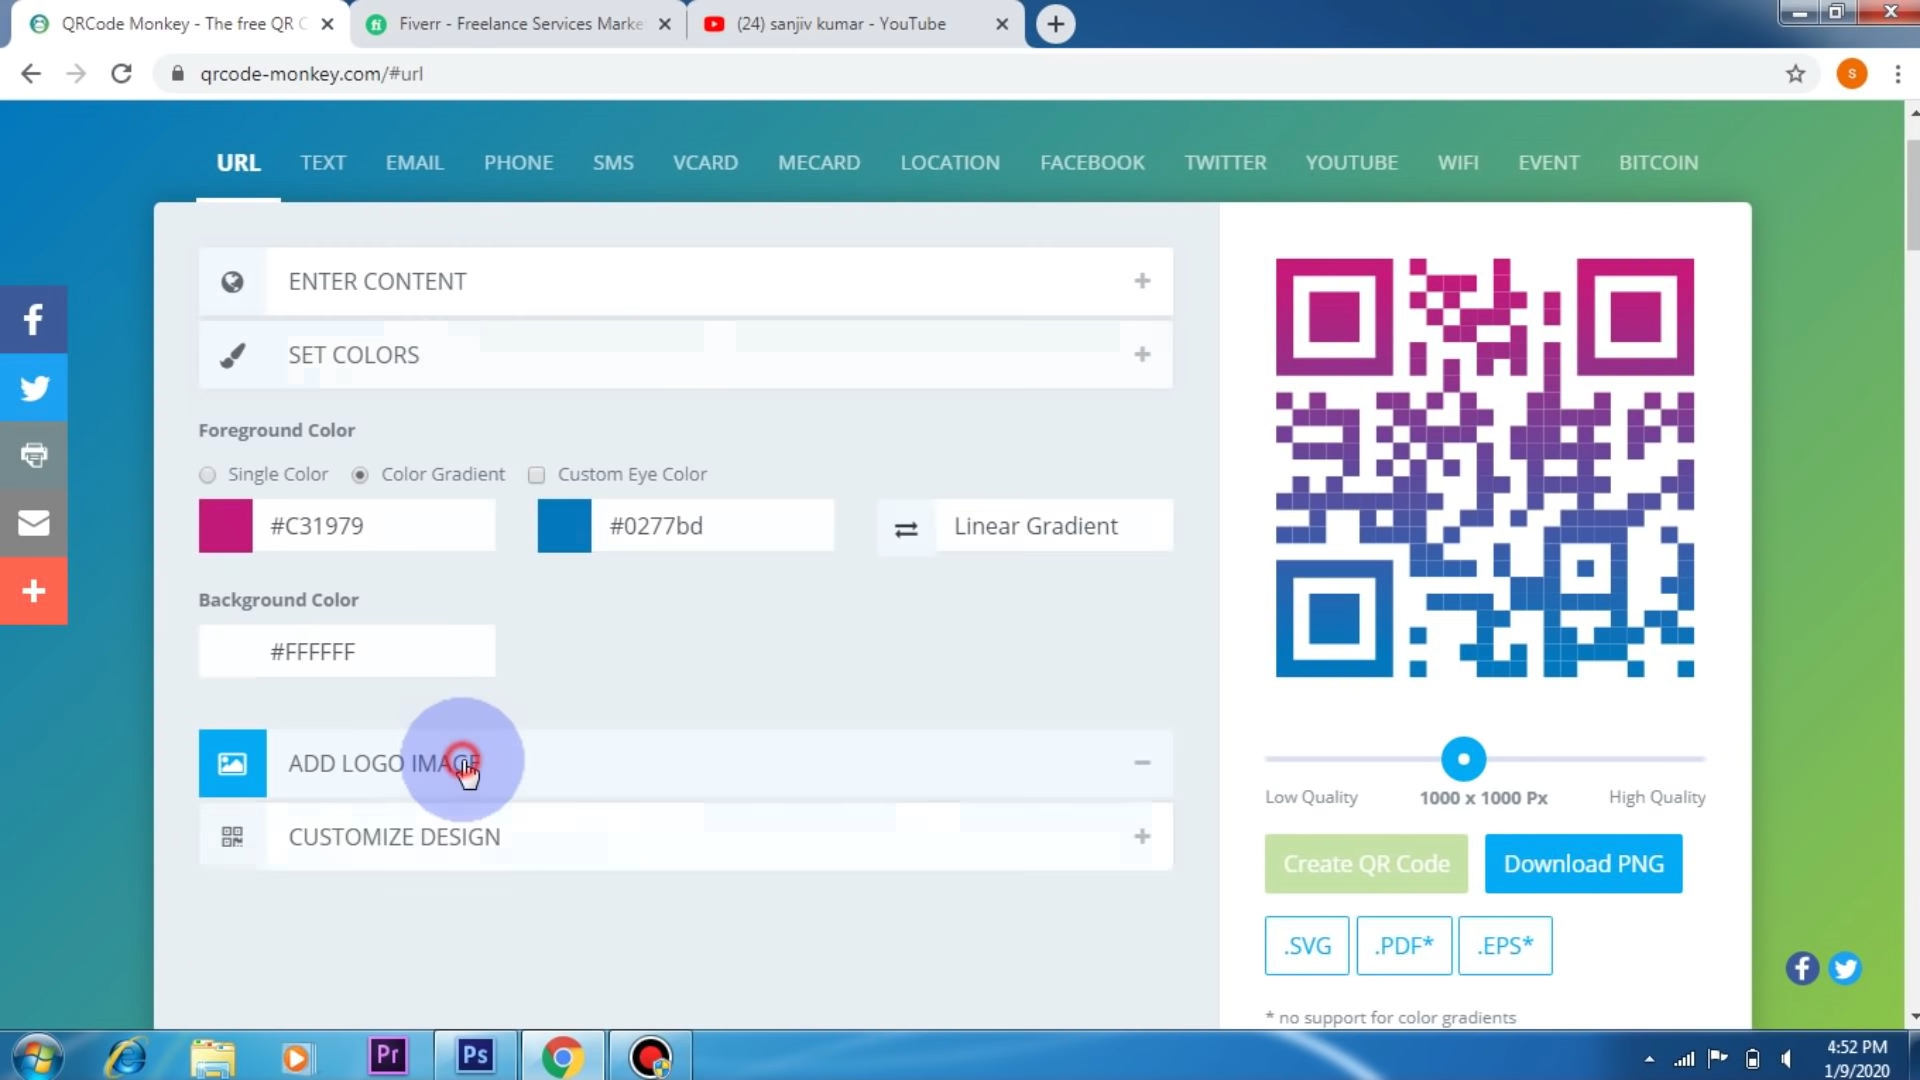 QRCode Monkey - The free QR C
Fiverr - Freelance Services Marke
(24) sanjiv kumar - YouTube
qrcode-monkey.com/#url
S
URL TEXT EMAIL PHONE SMS VCARD MECARD LOCATION FACEBOOK TWITTER YOUTUBE WIFI EVENT BITCOIN
ENTER CONTENT
SET COLORS
Foreground Color
Single Color Color Gradient Custom Eye Color
#C31979 #0277bd Linear Gradient
Background Color
#FFFFFF
ADD LOGO IMAGE
CUSTOMIZE DESIGN
Low Quality 1000 x 1000 Px High Quality
Create QR Code Download PNG
.SVG .PDF* .EPS*
* no support for color gradients
Pr Ps
4:52 PM
1/9/2020